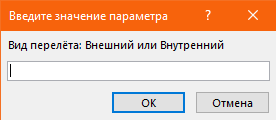 Введите значение параметра ? ×
Вид перелёта: Внешний или Внутренний
ОК Отмена